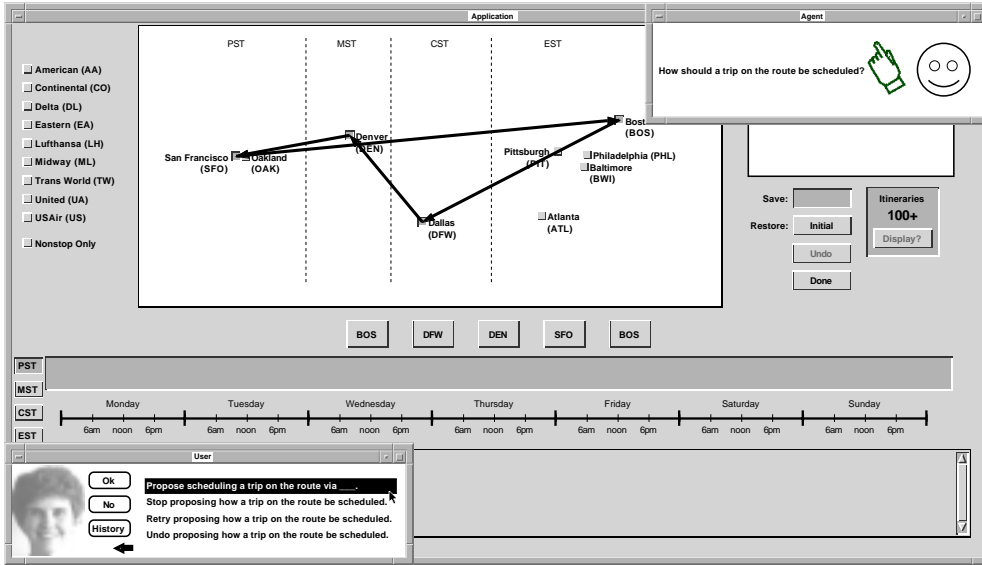 Application
Agent
PST
MST
CST
EST
How should a trip on the route be scheduled?
American (AA)
Continental (CO)
Delta (DL)
Eastern (EA)
Lufthansa (LH)
Midway (ML)
Trans World (TW)
United (UA)
USAir (US)
Nonstop Only
San Francisco
(SFO)
Oakland
(OAK)
Denver
(DEN)
Dallas
(DFW)
Pittsburgh
(PIT)
Bost
(BOS)
Philadelphia (PHL)
Baltimore
(BWI)
Atlanta
(ATL)
Save:
Restore:
Initial
Undo
Done
Itineraries
100+
Display?
BOS
DFW
DEN
SFO
BOS
PST
MST
CST
EST
Monday
Tuesday
Wednesday
Thursday
Friday
Saturday
Sunday
6am noon 6pm
6am noon 6pm
6am noon 6pm
6am noon 6pm
6am noon 6pm
6am noon 6pm
6am noon 6pm
User
Ok
No
History
Propose scheduling a trip on the route via ___.
Stop proposing how a trip on the route be scheduled.
Retry proposing how a trip on the route be scheduled.
Undo proposing how a trip on the route be scheduled.